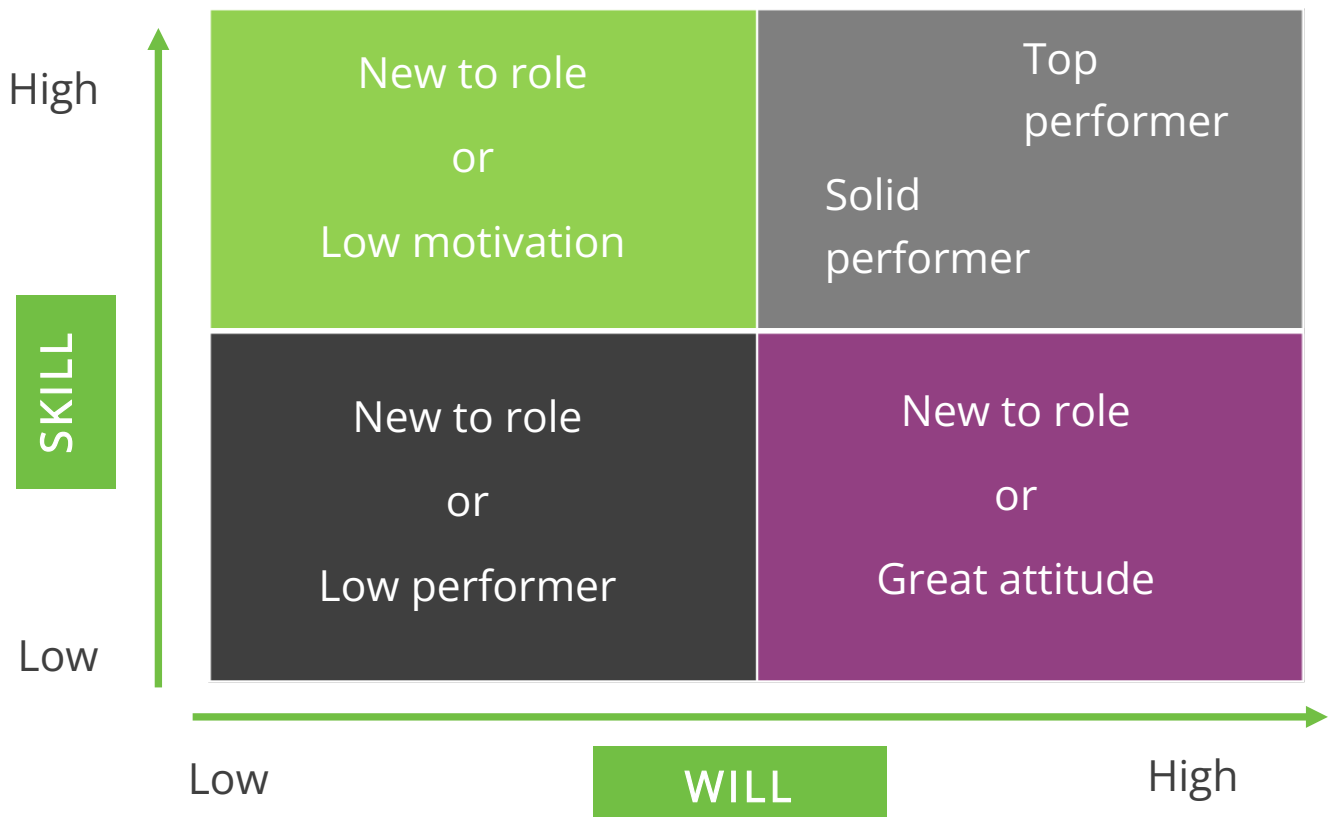 High
New to role
or
Low motivation
Top
performer
Solid
performer
SKILL
New to role
or
Low performer
New to role
or
Great attitude
Low
Low
WILL
High